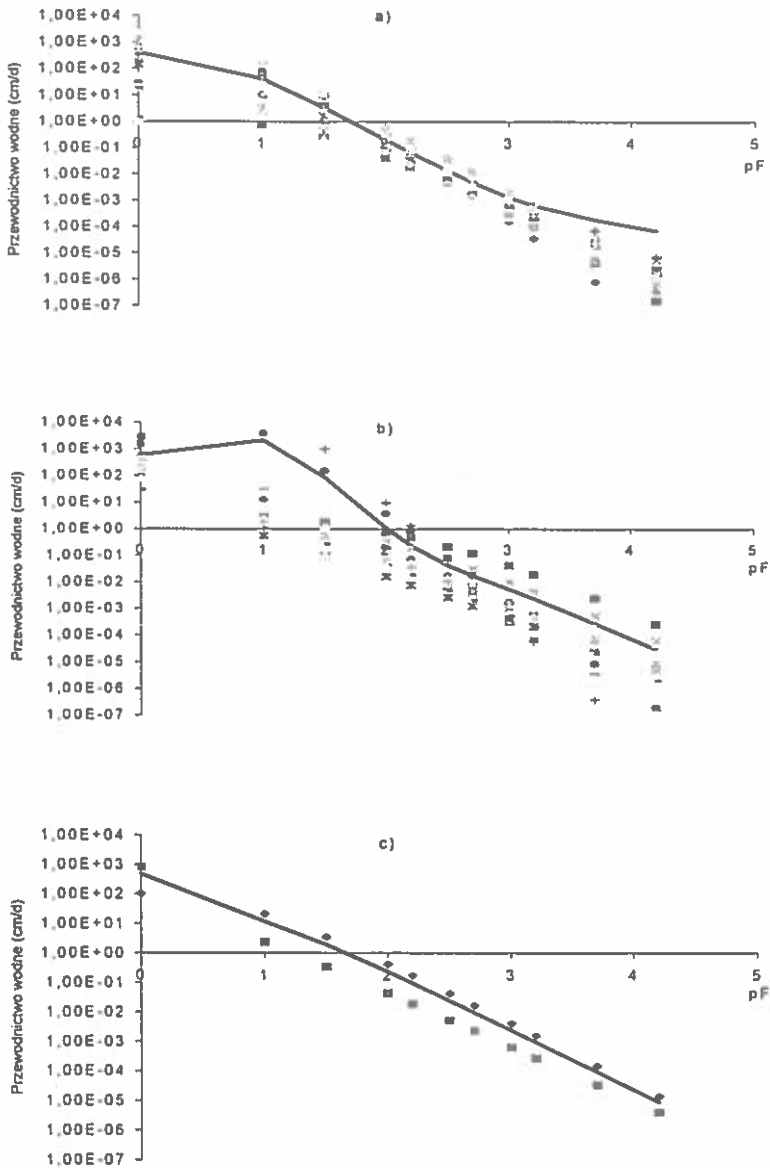 a)
Przewodnictwo wodne (cm/d)
1,00E+04
1,00E+03
1,00E+02
1,00E+01
1,00E+00
1,00E-01
1,00E-02
1,00E-03
1,00E-04
1,00E-05
1,00E-06
1,00E-07
0 1 2 3 4 5
pF
b)
Przewodnictwo wodne (cm/d)
1,00E+04
1,00E+03
1,00E+02
1,00E+01
1,00E+00
1,00E-01
1,00E-02
1,00E-03
1,00E-04
1,00E-05
1,00E-06
1,00E-07
0 1 2 3 4 5
pF
c)
Przewodnictwo wodne (cm/d)
1,00E+04
1,00E+03
1,00E+02
1,00E+01
1,00E+00
1,00E-01
1,00E-02
1,00E-03
1,00E-04
1,00E-05
1,00E-06
1,00E-07
0 1 2 3 4 5
pF